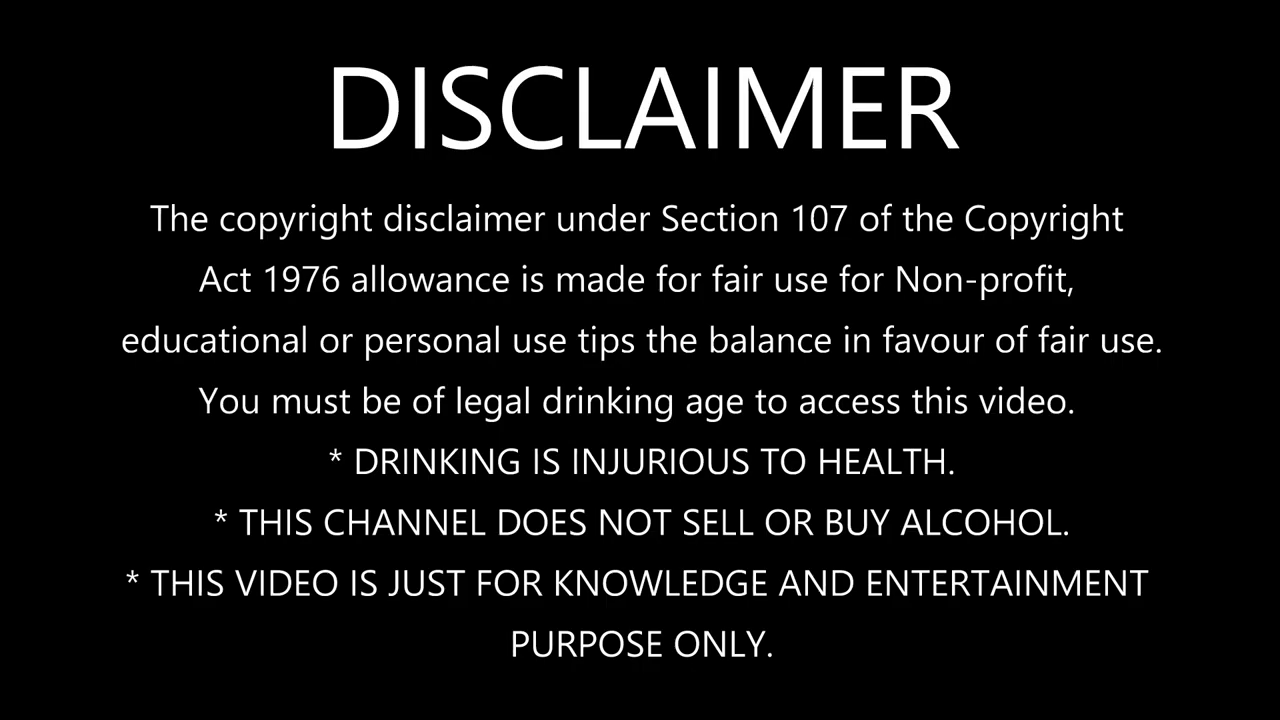 DISCLAIMER
The copyright disclaimer under Section 107 of the Copyright
Act 1976 allowance is made for fair use for Non-profit,
educational or personal use tips the balance in favour of fair use.
You must be of legal drinking age to access this video.
* DRINKING IS INJURIOUS TO HEALTH.
* THIS CHANNEL DOES NOT SELL OR BUY ALCOHOL.
* THIS VIDEO IS JUST FOR KNOWLEDGE AND ENTERTAINMENT
PURPOSE ONLY.